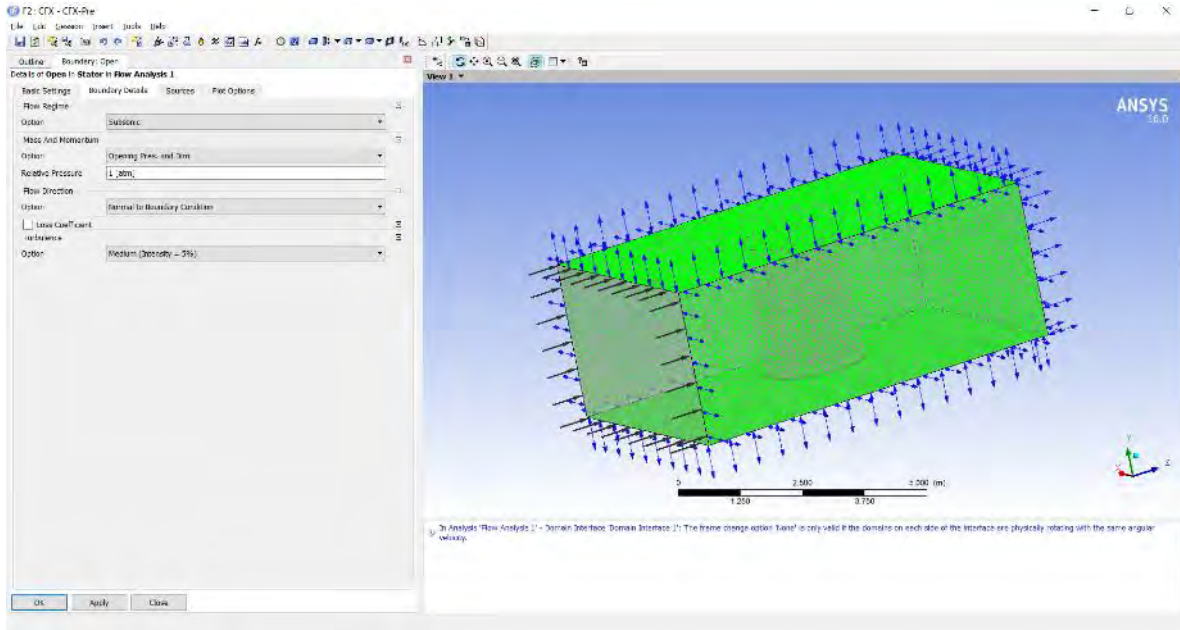 F2: CFX - CFX-Pre
File Edit Session Insert Tools Help
Outline Boundary: Open
Details of Open in Stator in Flow Analysis 1
Basic Settings Boundary Details Sources Plot Options
Flow Regime
Option Subsonic
Mass And Momentum
Option Opening Pres. and Dirn
Relative Pressure 1 [atm]
Flow Direction
Option Normal to Boundary Condition
Loss Coefficient
Turbulence
Option Medium (Intensity = 5%)
OK Apply Close
View 1
ANSYS
16.0
Y
X
Z
0 2.500 5.000 (m)
1.250 3.750
In Analysis 'Flow Analysis 1' - Domain Interface 'Domain Interface 1': The frame change option 'None' is only valid if the domains on each side of the interface are physically rotating with the same angular
velocity.